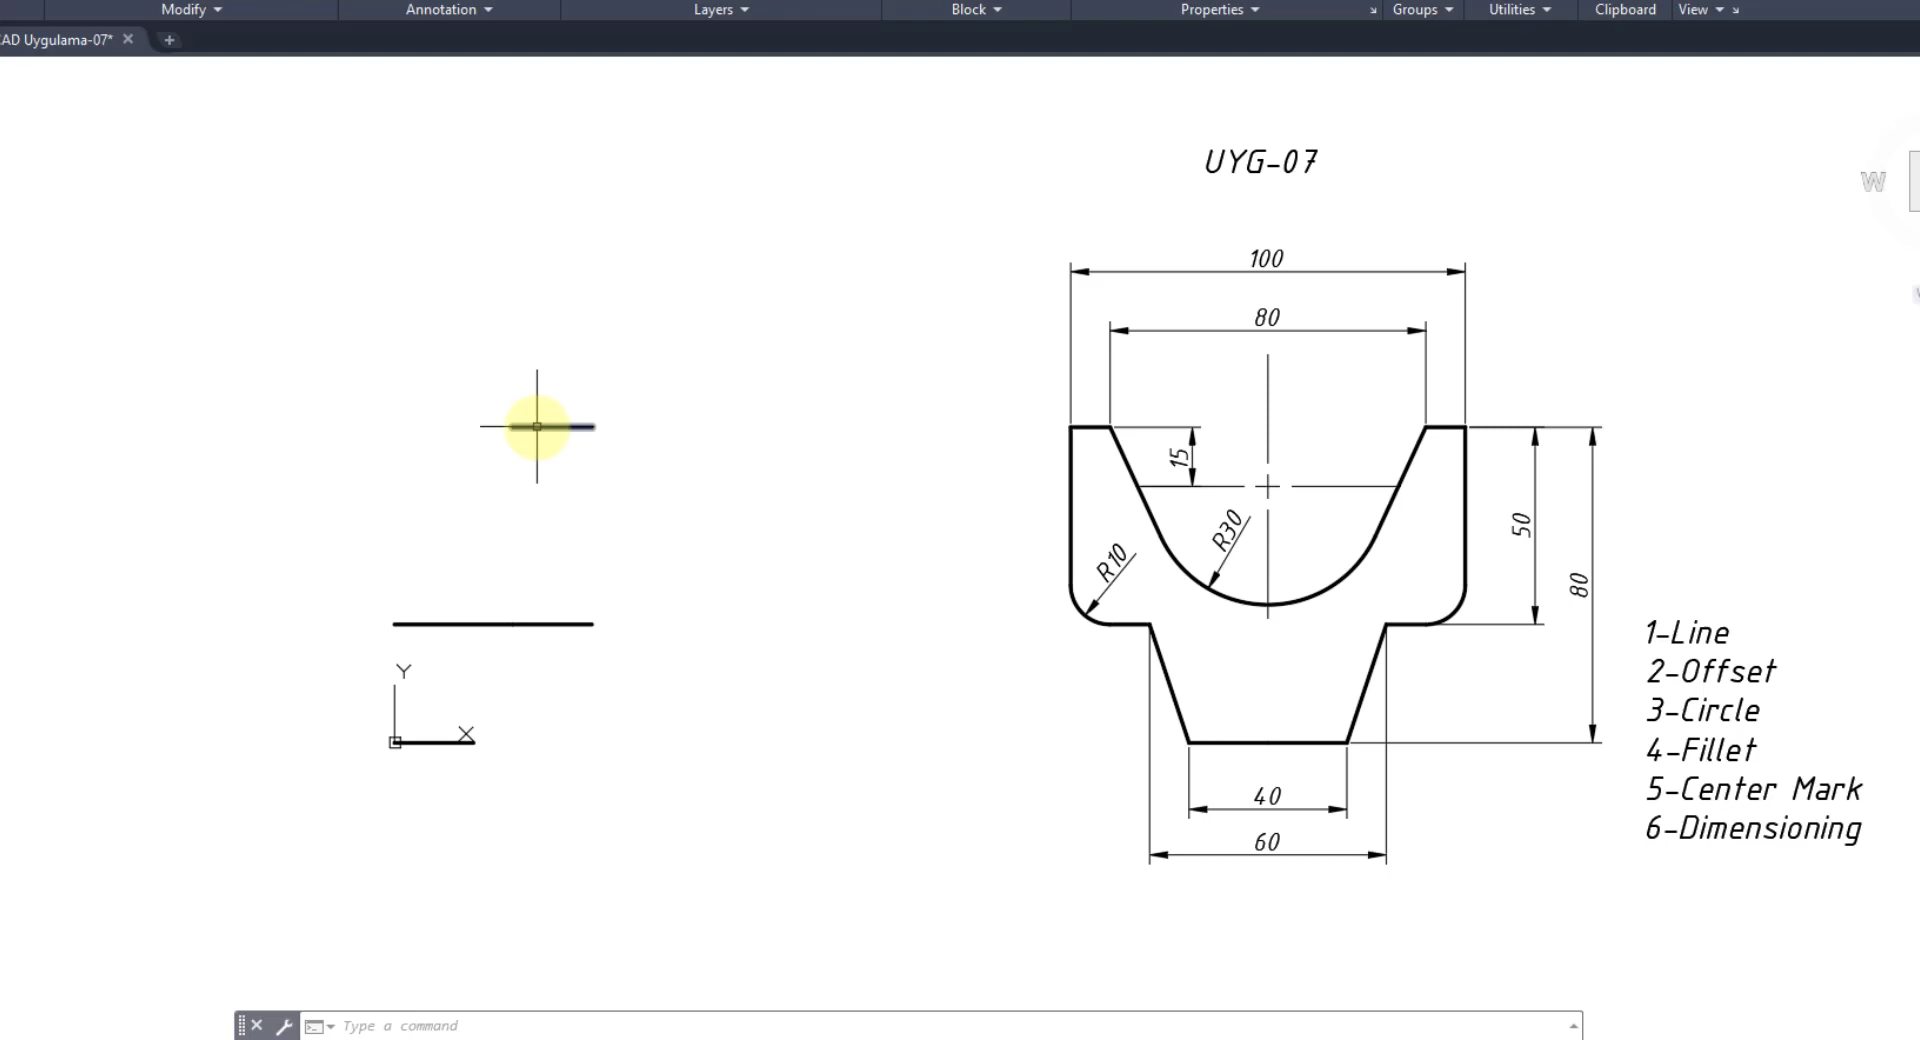 Modify Annotation Layers Block Properties Groups Utilities Clipboard View
CAD Uygulama-07*
UYG-07
W
100
80
15
R30
R10
50
80
1-Line
2-Offset
3-Circle
4-Fillet
5-Center Mark
6-Dimensioning
Y
X
40
60
Type a command